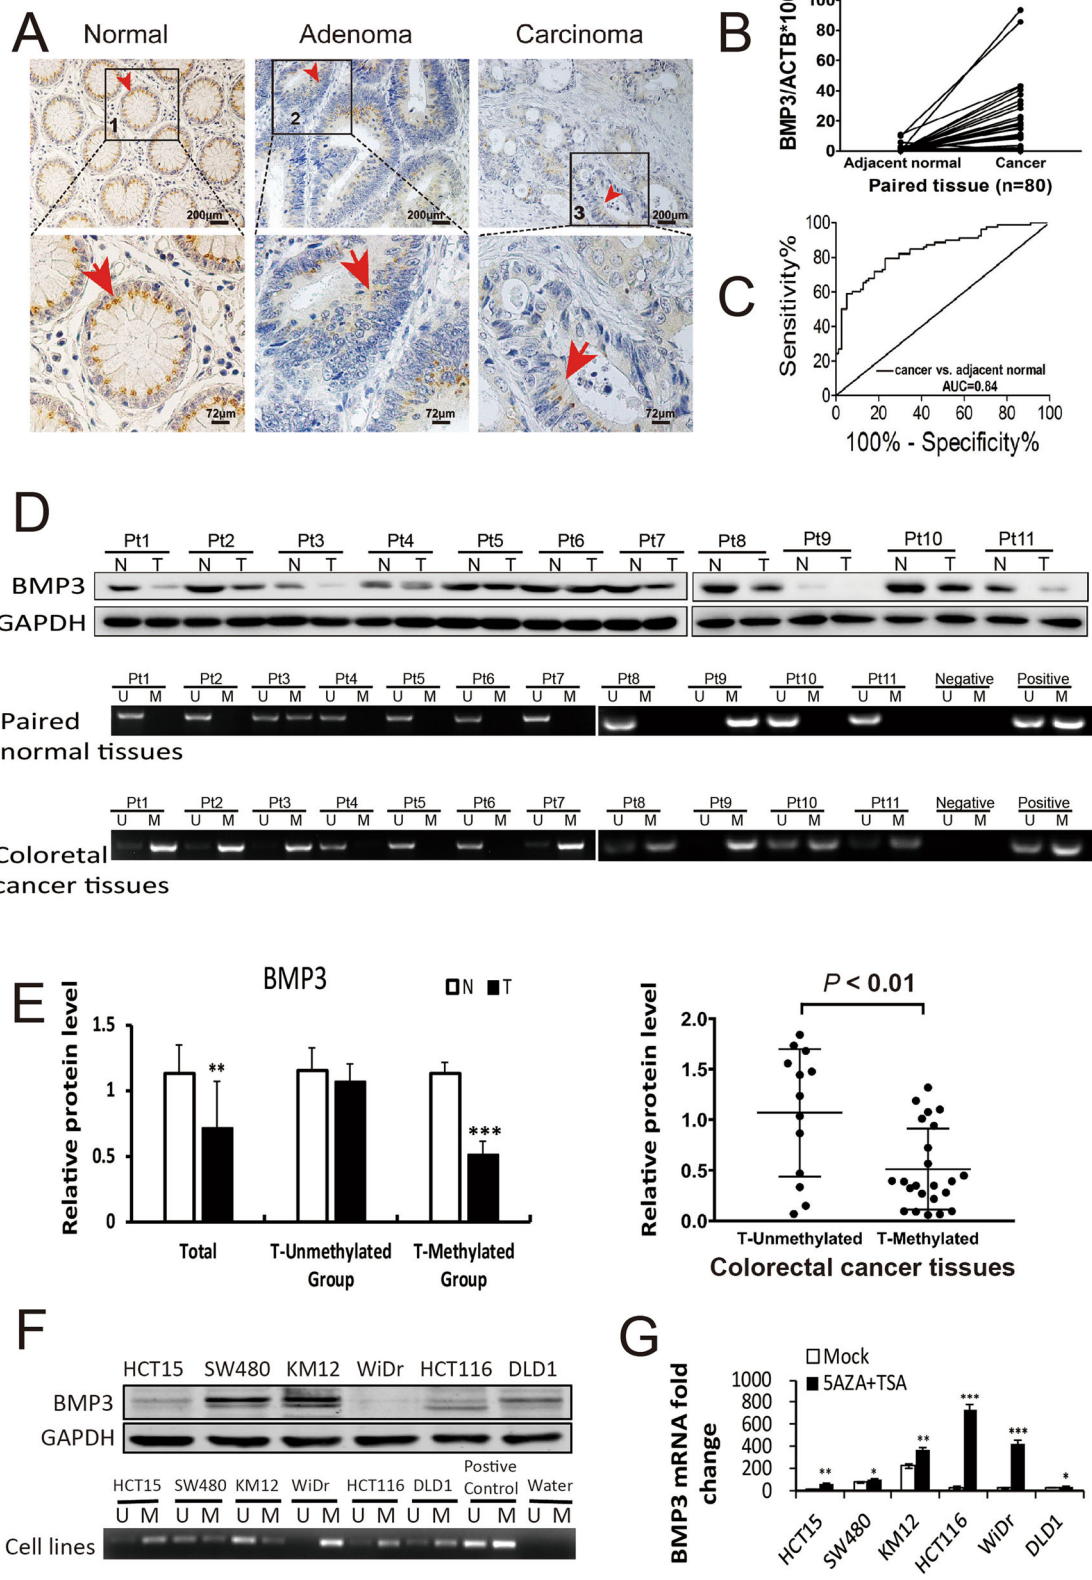 A
Normal
Adenoma
Carcinoma
1
2
3
200μm
200μm
200μm
72μm
72μm
72μm
B
BMP3/ACTB*100
100
80
60
40
20
0
Adjacent normal
Cancer
Paired tissue (n=80)
C
Sensitivity%
100
80
60
40
20
0
cancer vs. adjacent normal
AUC=0.84
0 20 40 60 80 100
100% - Specificity%
D
Pt1 Pt2 Pt3 Pt4 Pt5 Pt6 Pt7 Pt8 Pt9 Pt10 Pt11
N T N T N T N T N T N T N T N T N T N T N T
BMP3
GAPDH
Pt1 Pt2 Pt3 Pt4 Pt5 Pt6 Pt7 Pt8 Pt9 Pt10 Pt11 Negative Positive
U M U M U M U M U M U M U M U M U M U M U M U M U M
Paired
normal tissues
Pt1 Pt2 Pt3 Pt4 Pt5 Pt6 Pt7 Pt8 Pt9 Pt10 Pt11 Negative Positive
U M U M U M U M U M U M U M U M U M U M U M U M U M
Coloretal
cancer tissues
E
BMP3
N T
Relative protein level
1.5
1
0.5
0
**
***
Total
T-Unmethylated
Group
T-Methylated
Group
P < 0.01
Relative protein level
2.0
1.5
1.0
0.5
0.0
T-Unmethylated T-Methylated
Colorectal cancer tissues
F
HCT15 SW480 KM12 WiDr HCT116 DLD1
BMP3
GAPDH
HCT15 SW480 KM12 WiDr HCT116 DLD1 Postive Control Water
U M U M U M U M U M U M U M U M
Cell lines
G
Mock
5AZA+TSA
BMP3 mRNA fold
change
1000
800
600
400
200
0
** * ** *** *** *
HCT15 SW480 KM12 HCT116 WiDr DLD1